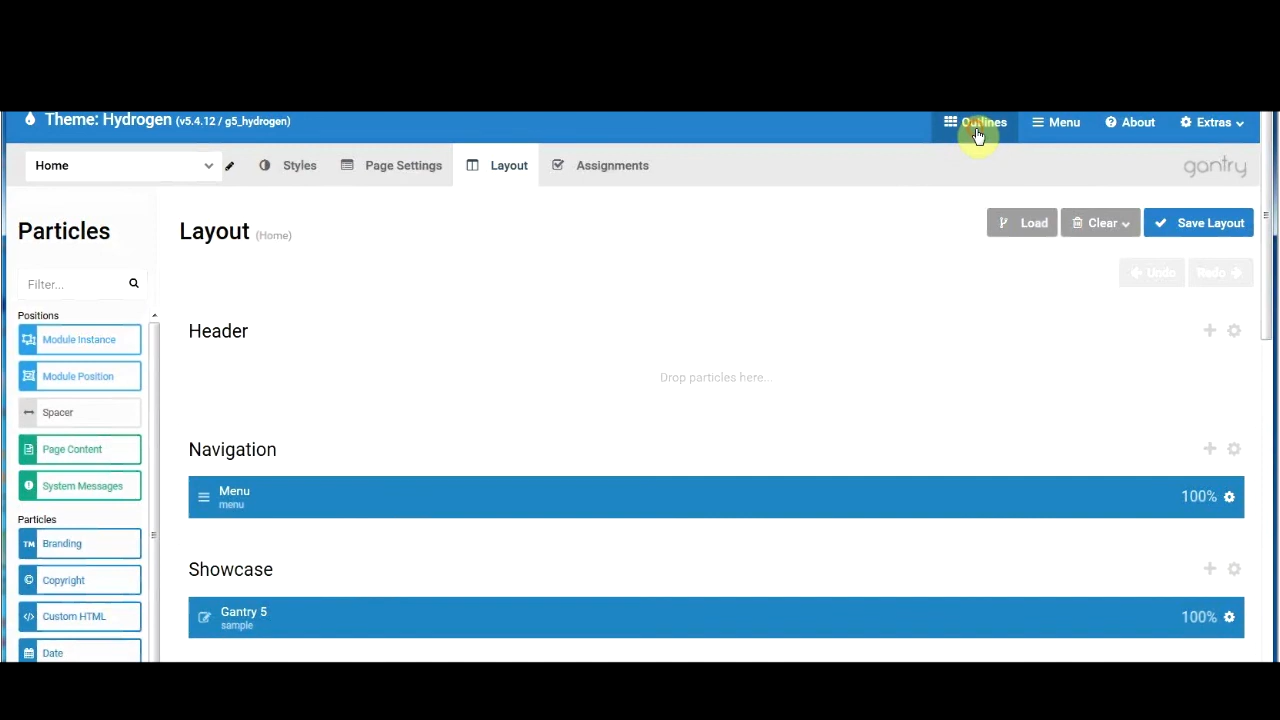 Theme: Hydrogen (v5.4.12 / g5_hydrogen)
Outlines
Menu
About
Extras
Home
Styles
Page Settings
Layout
Assignments
gantry
Particles
Layout (Home)
Load
Clear
Save Layout
Filter...
Undo
Redo
Positions
Module Instance
Module Position
Spacer
Page Content
System Messages
Particles
TM Branding
© Copyright
</> Custom HTML
Date
Header
Drop particles here...
Navigation
Menu
menu
100%
Showcase
Gantry 5
sample
100%